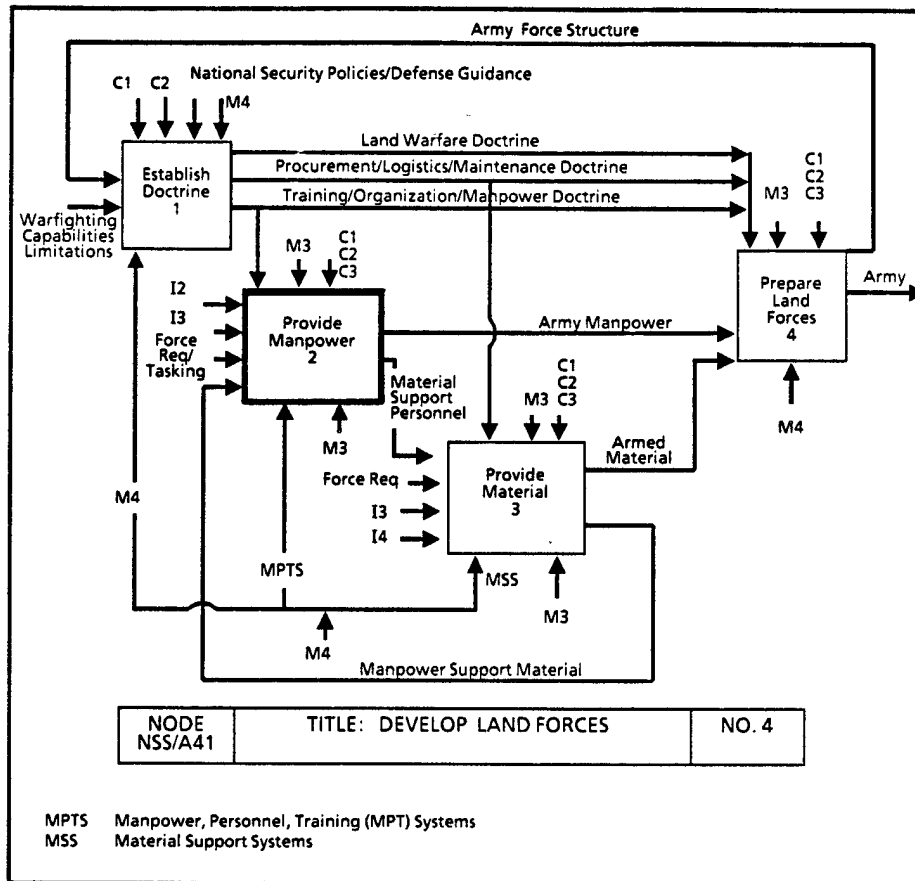 Army Force Structure
National Security Policies/Defense Guidance
C1
C2
M4
Land Warfare Doctrine
Procurement/Logistics/Maintenance Doctrine
Training/Organization/Manpower Doctrine
Establish
Doctrine
1
Warfighting
Capabilities
Limitations
M3
C1
C2
C3
M3
C1
C2
C3
Prepare
Land
Forces
4
Army
I2
I3
Force
Req/
Tasking
Provide
Manpower
2
Army Manpower
Material
Support
Personnel
M3
M3
C1
C2
C3
M4
Armed
Material
Force Req
I3
I4
Provide
Material
3
M4
MPTS
MSS
M3
M4
Manpower Support Material
NODE
NSS/A41
TITLE: DEVELOP LAND FORCES
NO. 4
MPTS Manpower, Personnel, Training (MPT) Systems
MSS Material Support Systems